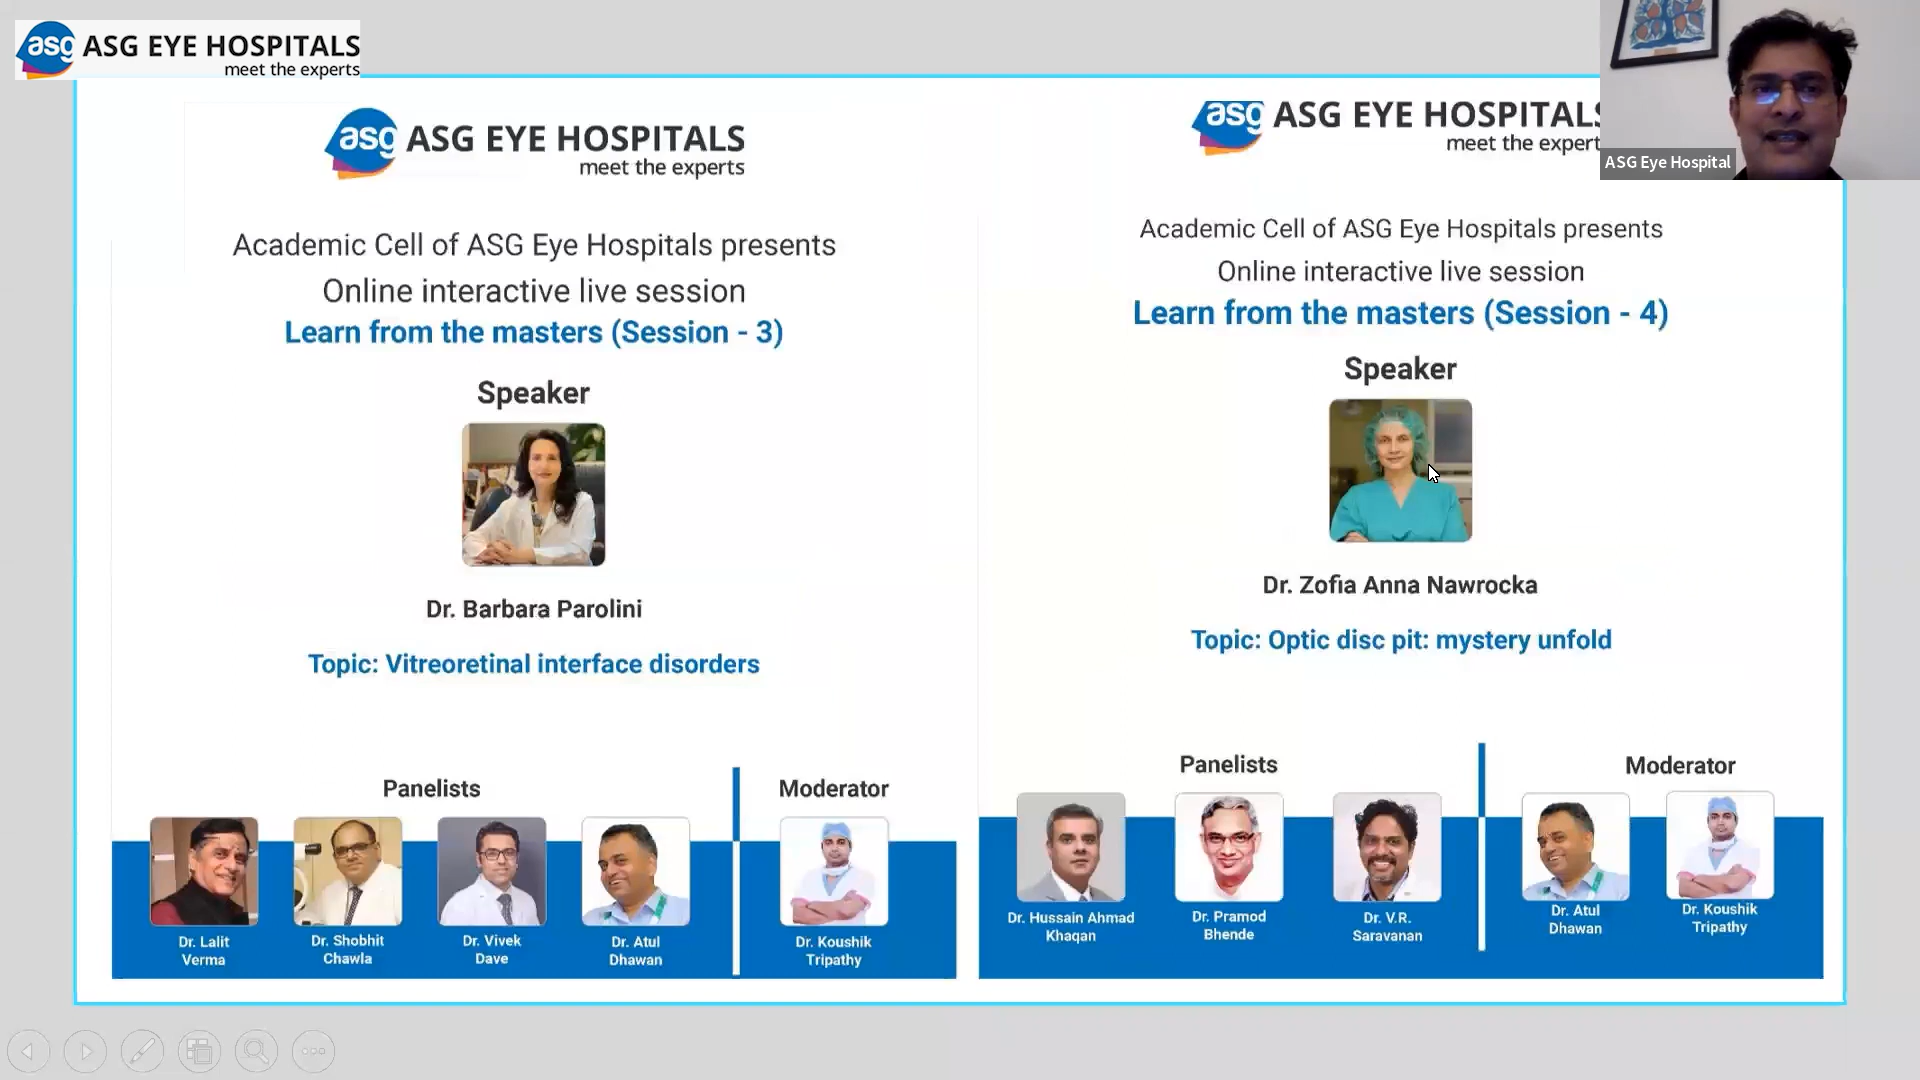 asg ASG EYE HOSPITALS
meet the experts
asg ASG EYE HOSPITALS
meet the experts
Academic Cell of ASG Eye Hospitals presents
Online interactive live session
Learn from the masters (Session - 3)
Speaker
Dr. Barbara Parolini
Topic: Vitreoretinal interface disorders
Panelists
Moderator
Dr. Lalit
Verma
Dr. Shobhit
Chawla
Dr. Vivek
Dave
Dr. Atul
Dhawan
Dr. Koushik
Tripathy
asg ASG EYE HOSPITALS
meet the expert
Academic Cell of ASG Eye Hospitals presents
Online interactive live session
Learn from the masters (Session - 4)
Speaker
Dr. Zofia Anna Nawrocka
Topic: Optic disc pit: mystery unfold
Panelists
Moderator
Dr. Hussain Ahmad
Khaqan
Dr. Pramod
Bhende
Dr. V.R.
Saravanan
Dr. Atul
Dhawan
Dr. Koushik
Tripathy
ASG Eye Hospital